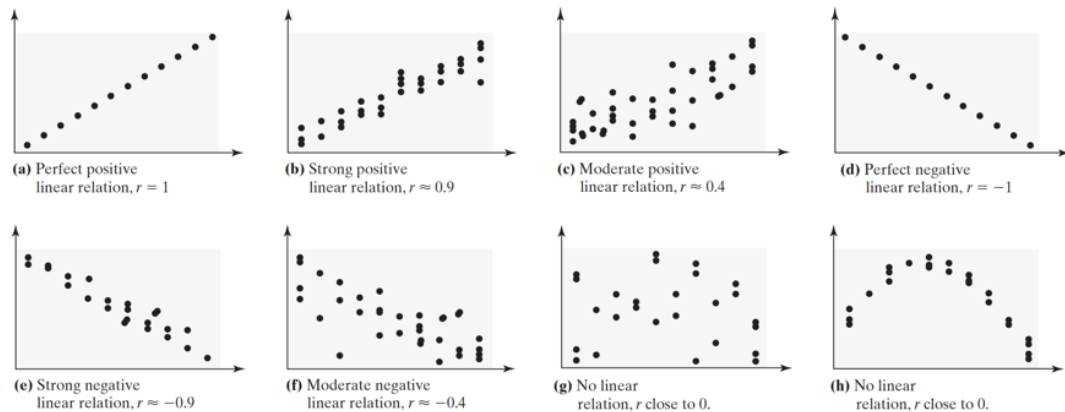 (a) Perfect positive
linear relation, r = 1
(b) Strong positive
linear relation, r ≈ 0.9
(c) Moderate positive
linear relation, r ≈ 0.4
(d) Perfect negative
linear relation, r = −1
(e) Strong negative
linear relation, r ≈ −0.9
(f) Moderate negative
linear relation, r ≈ −0.4
(g) No linear
relation, r close to 0.
(h) No linear
relation, r close to 0.